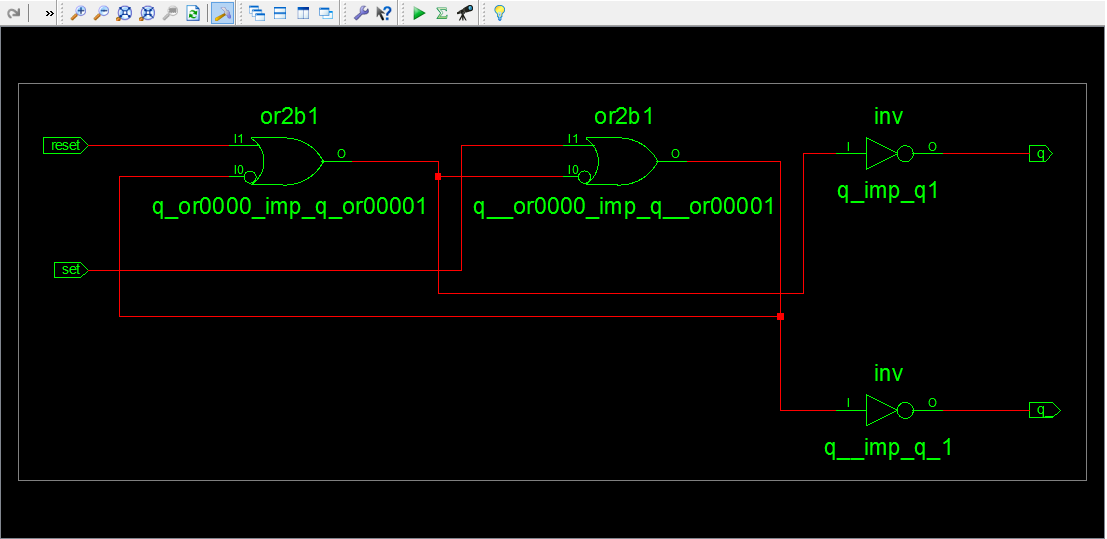 »
or2b1
or2b1
inv
reset
I1
I0
O
I1
I0
O
I
O
q
q_or0000_imp_q_or00001
q__or0000_imp_q__or00001
q_imp_q1
set
inv
I
O
q_
q__imp_q_1